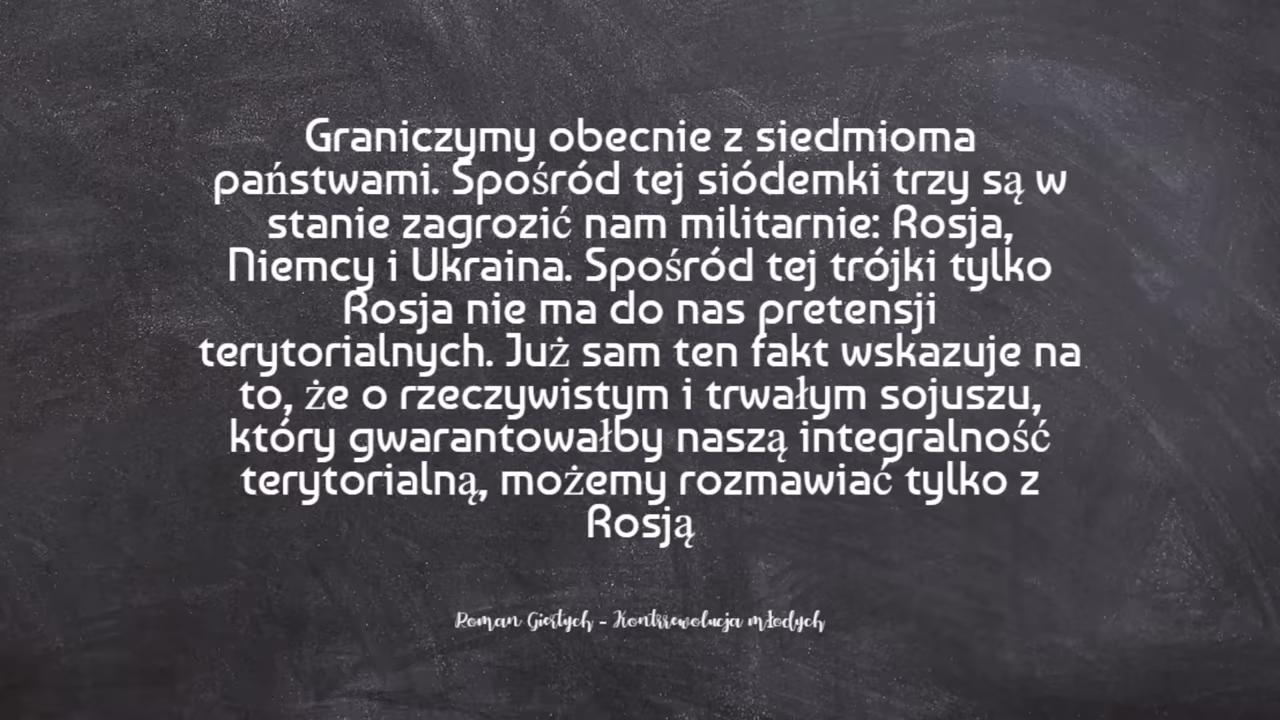 Graniczymy obecnie z siedmioma
państwami. Spośród tej siódemki trzy są w
stanie zagrozić nam militarnie: Rosja,
Niemcy i Ukraina. Spośród tej trójki tylko
Rosja nie ma do nas pretensji
terytorialnych. Już sam ten fakt wskazuje na
to, że o rzeczywistym i trwałym sojuszu,
który gwarantowałby naszą integralność
terytorialną, możemy rozmawiać tylko z
Rosją
Roman Giertych - Kontrrewolucja młodych